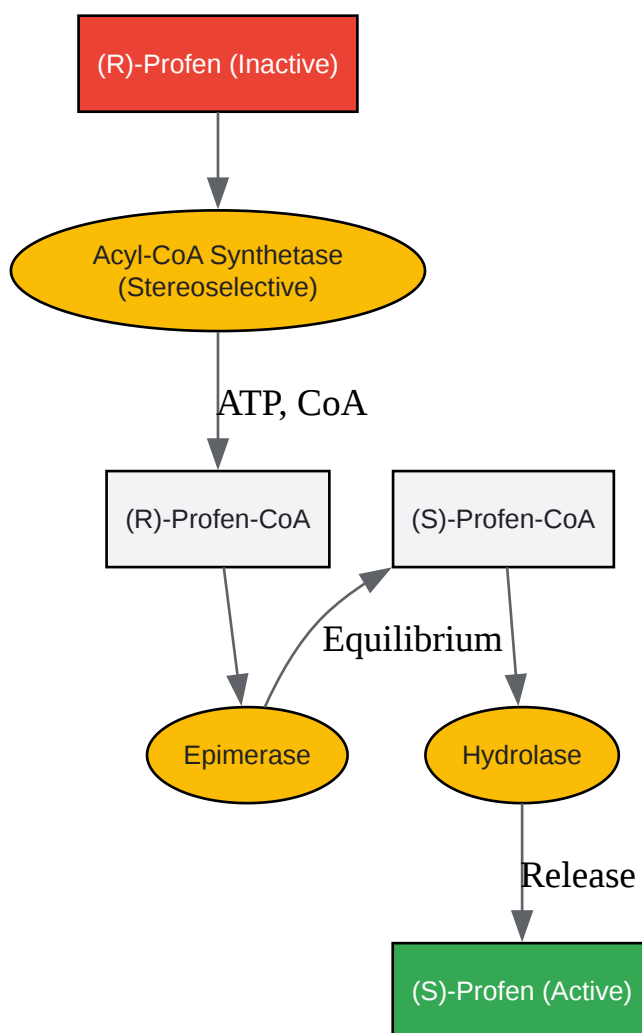 (R)-Profen (Inactive)
Acyl-CoA Synthetase
(Stereoselective)
ATP, CoA
(R)-Profen-CoA
(S)-Profen-CoA
Equilibrium
Epimerase
Hydrolase
Release
(S)-Profen (Active)